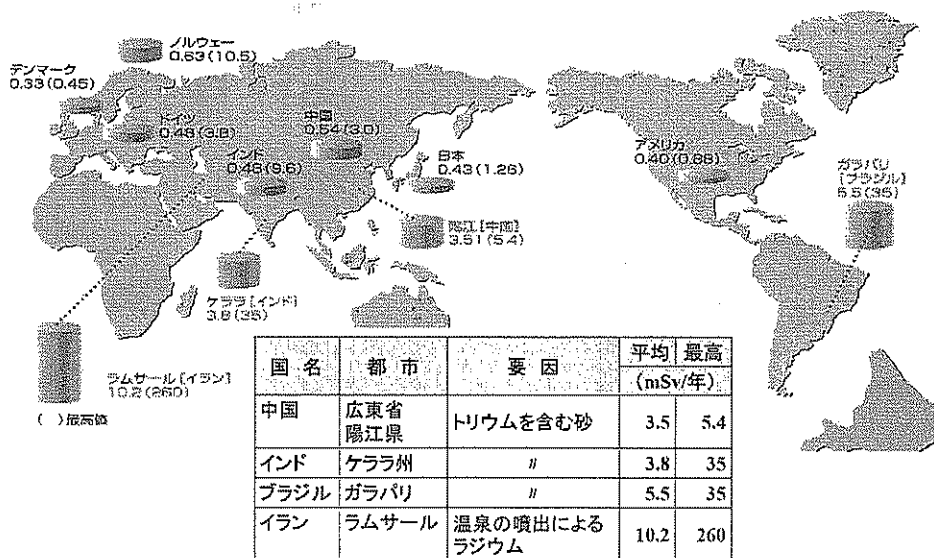 ノルウェー
0.63(10.5)
デンマーク
0.33(0.45)
ドイツ
0.48(3.8)
中国
0.54(3.0)
インド
0.48(9.6)
日本
0.43(1.26)
アメリカ
0.40(0.88)
ガラパリ
[ブラジル]
5.5(35)
陽江[中国]
3.51(5.4)
ケララ[インド]
3.8(35)
ラムサール[イラン]
10.2(260)
( )最高値
国名 都市 要因 平均 最高
(mSv/年)
中国 広東省
陽江県 トリウムを含む砂 3.5 5.4
インド ケララ州 〃 3.8 35
ブラジル ガラパリ 〃 5.5 35
イラン ラムサール 温泉の噴出による
ラジウム 10.2 260